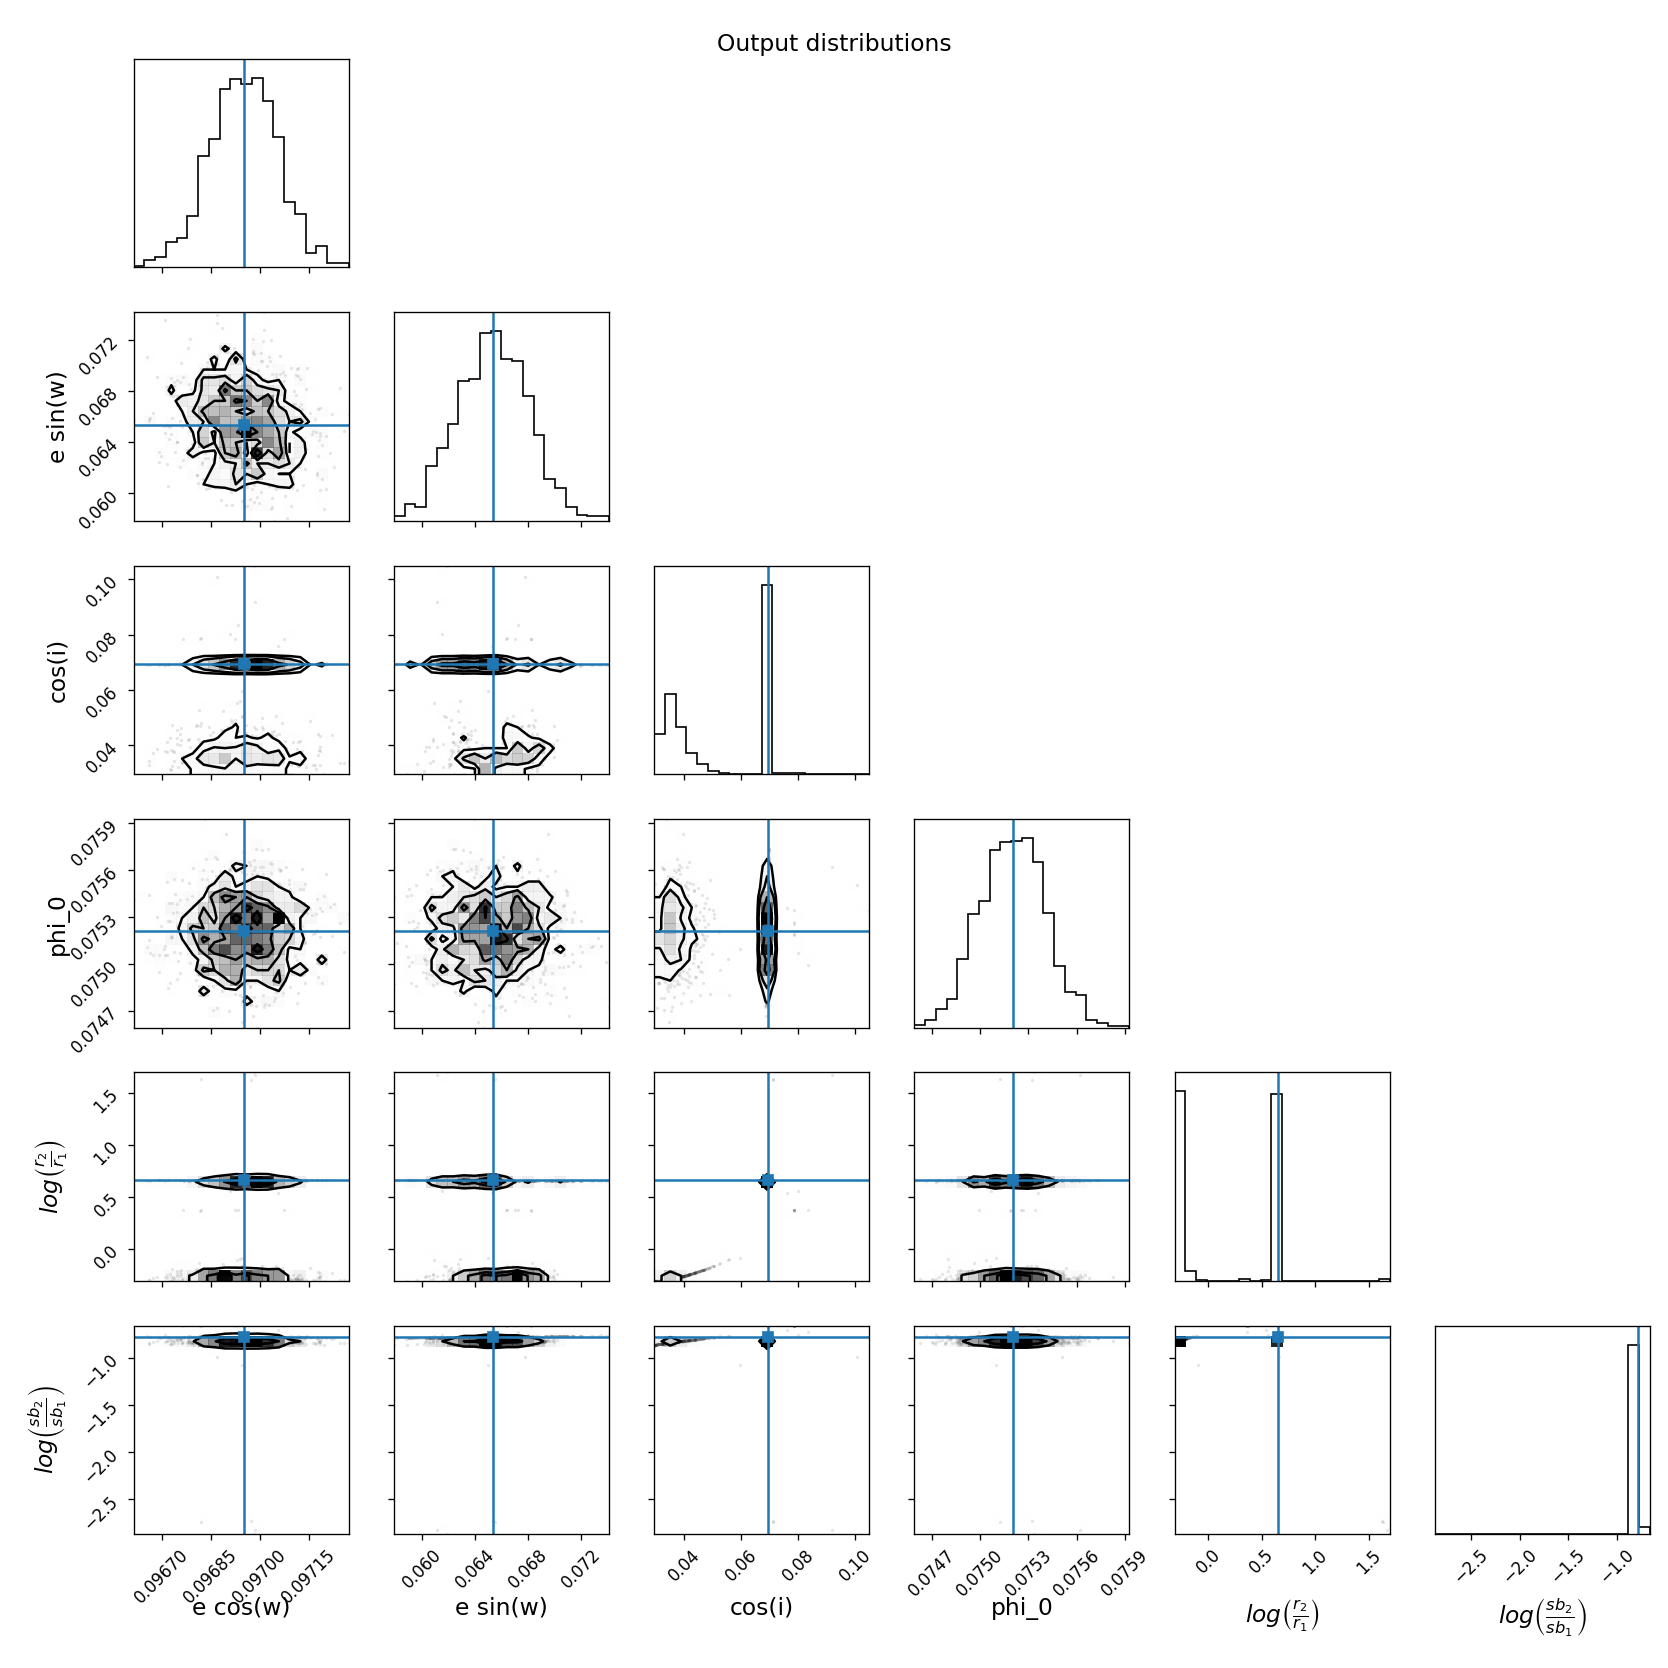 Output distributions
e sin(w)
0.072
0.068
0.064
0.060
cos(i)
0.10
0.08
0.06
0.04
phi_0
0.0759
0.0756
0.0753
0.0750
0.0747
log(r2/r1)
1.5
1.0
0.5
0.0
log(sb2/sb1)
−1.0
−1.5
−2.0
−2.5
0.09670 0.09685 0.09700 0.09715
0.060 0.064 0.068 0.072
0.04 0.06 0.08 0.10
0.0747 0.0750 0.0753 0.0756 0.0759
0.0 0.5 1.0 1.5
−2.5 −2.0 −1.5 −1.0
e cos(w) e sin(w) cos(i) phi_0 log(r2/r1) log(sb2/sb1)